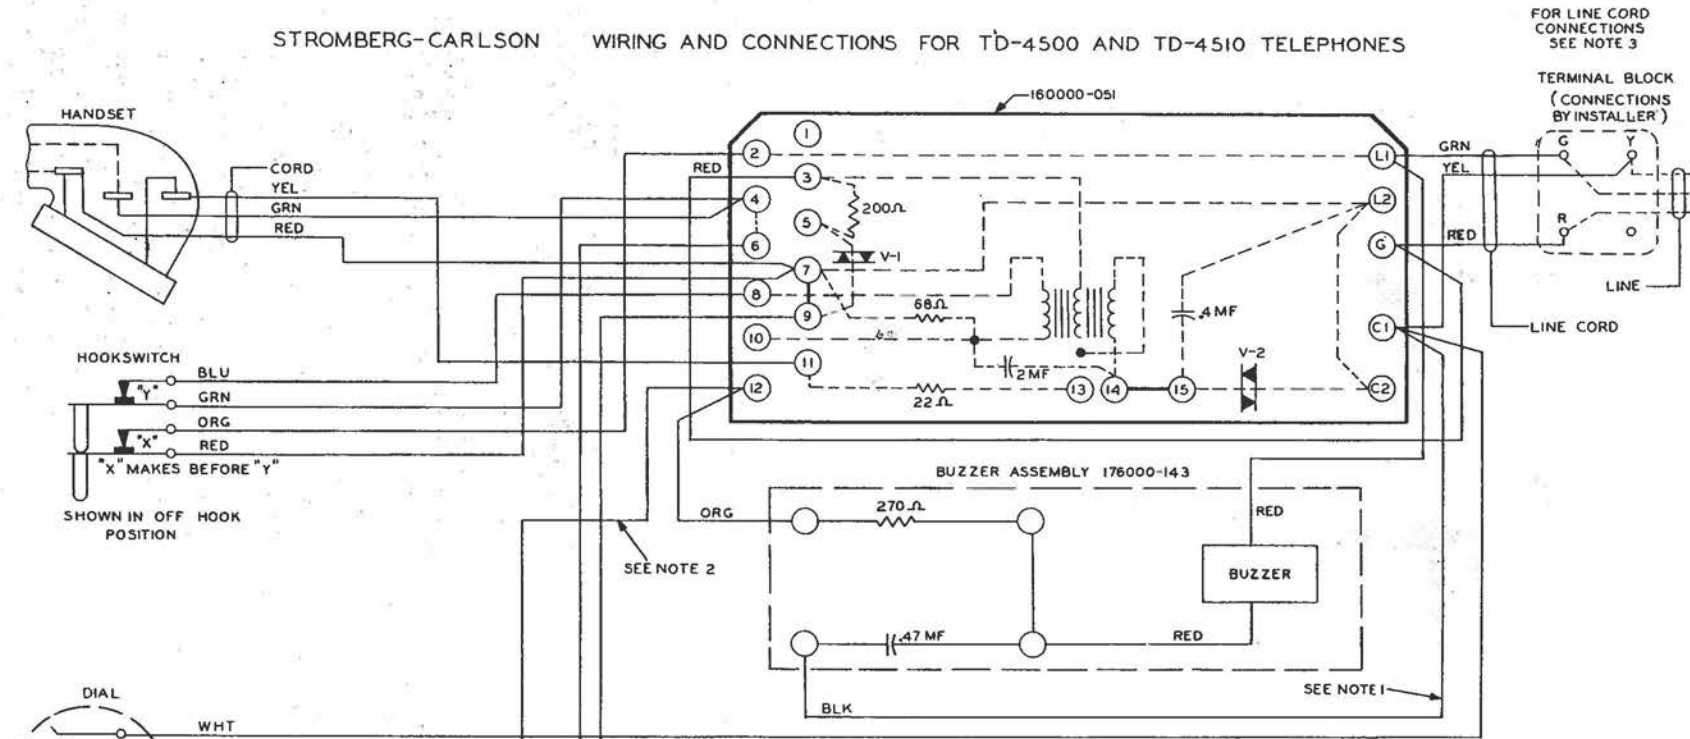 STROMBERG-CARLSON WIRING AND CONNECTIONS FOR TD-4500 AND TD-4510 TELEPHONES
FOR LINE CORD
CONNECTIONS
SEE NOTE 3
TERMINAL BLOCK
(CONNECTIONS
BY INSTALLER)
G Y
R
LINE
LINE CORD
HANDSET
CORD
YEL
GRN
RED
160000-051
1
2
3
4
5
6
7
8
9
10
11
12
13
14
15
L1
L2
G
C1
C2
RED
200Ω
V-1
68Ω
.4 MF
2 MF
22Ω
V-2
GRN
YEL
RED
HOOKSWITCH
BLU
"Y"
GRN
ORG
"X"
RED
"X" MAKES BEFORE "Y"
SHOWN IN OFF HOOK
POSITION
SEE NOTE 2
BUZZER ASSEMBLY 176000-143
ORG
270Ω
RED
BUZZER
.47 MF
RED
SEE NOTE 1
BLK
DIAL
WHT